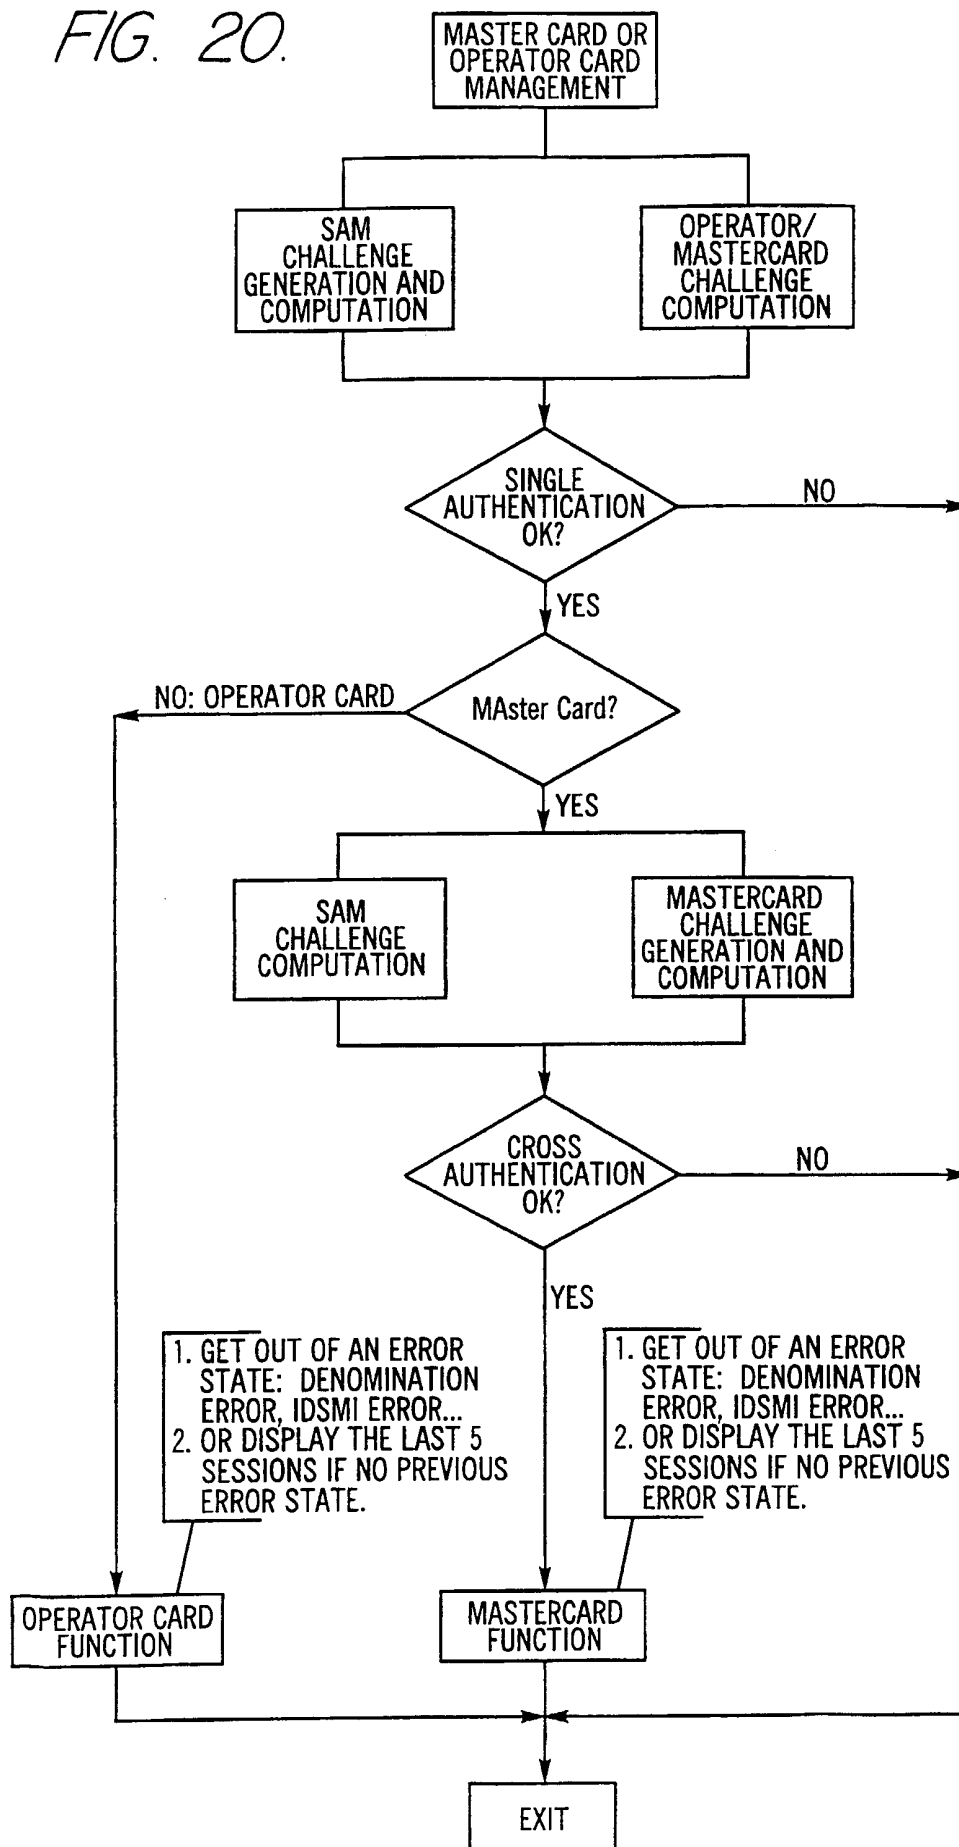 FIG. 20.
MASTER CARD OR
OPERATOR CARD
MANAGEMENT
SAM
CHALLENGE
GENERATION AND
COMPUTATION
OPERATOR/
MASTERCARD
CHALLENGE
COMPUTATION
SINGLE
AUTHENTICATION
OK?
NO
YES
NO: OPERATOR CARD
MAster Card?
YES
SAM
CHALLENGE
COMPUTATION
MASTERCARD
CHALLENGE
GENERATION AND
COMPUTATION
CROSS
AUTHENTICATION
OK?
NO
YES
1. GET OUT OF AN ERROR
STATE: DENOMINATION
ERROR, IDSMI ERROR...
2. OR DISPLAY THE LAST 5
SESSIONS IF NO PREVIOUS
ERROR STATE.
1. GET OUT OF AN ERROR
STATE: DENOMINATION
ERROR, IDSMI ERROR...
2. OR DISPLAY THE LAST 5
SESSIONS IF NO PREVIOUS
ERROR STATE.
OPERATOR CARD
FUNCTION
MASTERCARD
FUNCTION
EXIT